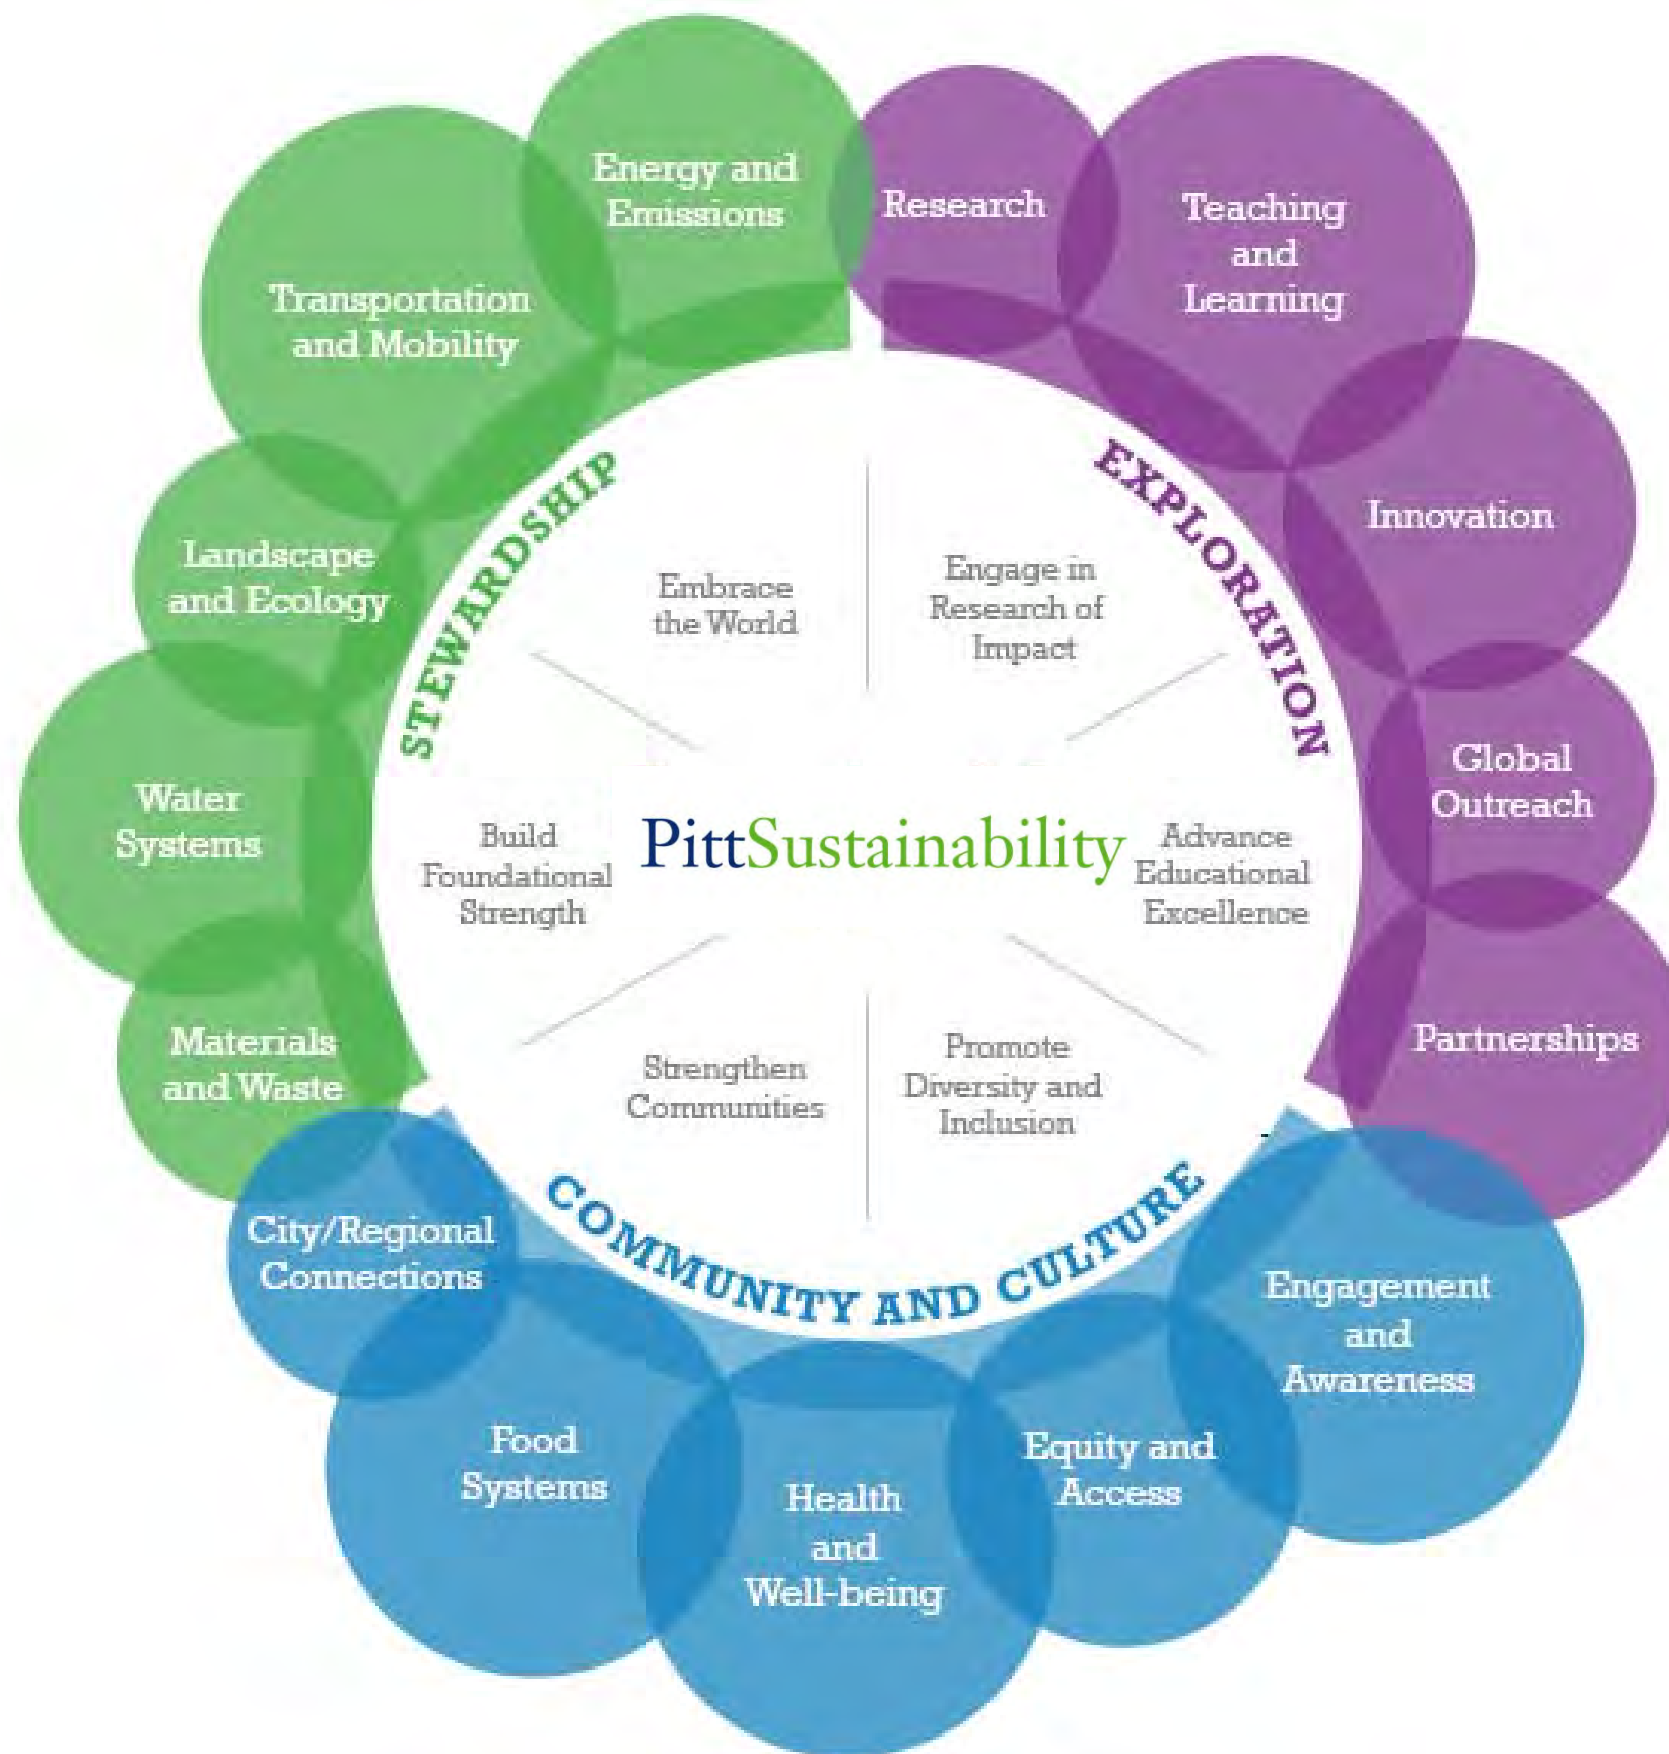 Energy and
Emissions
Research
Teaching
and
Learning
Transportation
and Mobility
Innovation
Landscape
and Ecology
Global
Outreach
Water
Systems
Partnerships
Materials
and Waste
City/Regional
Connections
Engagement
and
Awareness
Food
Systems
Health
and
Well-being
Equity and
Access
STEWARDSHIP
EXPLORATION
COMMUNITY AND CULTURE
Embrace
the World
Engage in
Research of
Impact
Build
Foundational
Strength
PittSustainability
Advance
Educational
Excellence
Strengthen
Communities
Promote
Diversity and
Inclusion